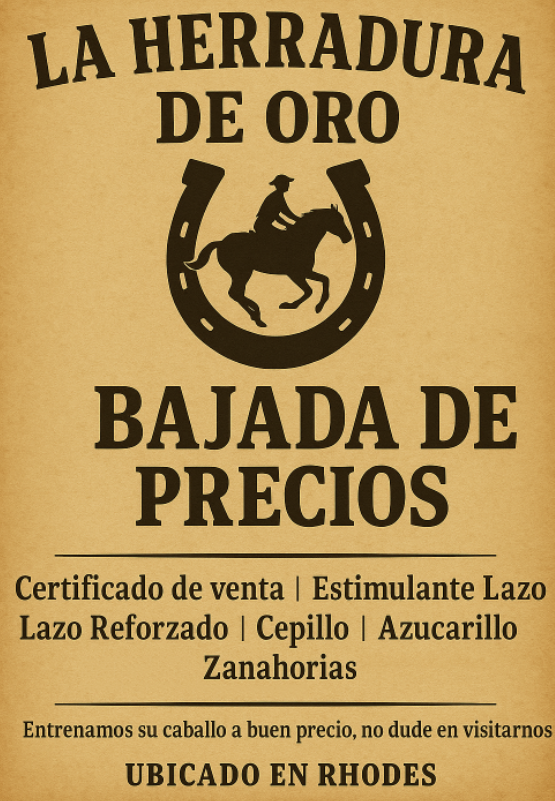 LA HERRADURA
DE ORO
BAJADA DE
PRECIOS
Certificado de venta | Estimulante Lazo
Lazo Reforzado | Cepillo | Azucarillo
Zanahorias
Entrenamos su caballo a buen precio, no dude en visitarnos
UBICADO EN RHODES